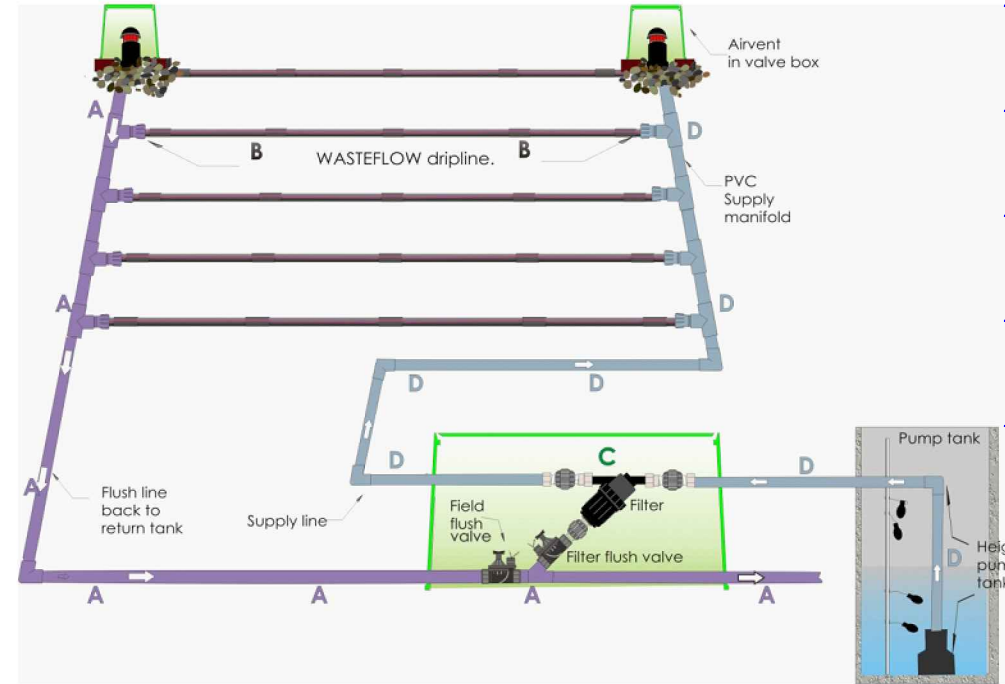 Airvent
in valve box
A
D
B
WASTEFLOW dripline.
B
PVC
Supply
manifold
A
D
D
D
Pump tank
C
D
D
A
Flush line
back to
return tank
Supply line
Field
flush
valve
Filter
Filter flush valve
D
A
A
A
A